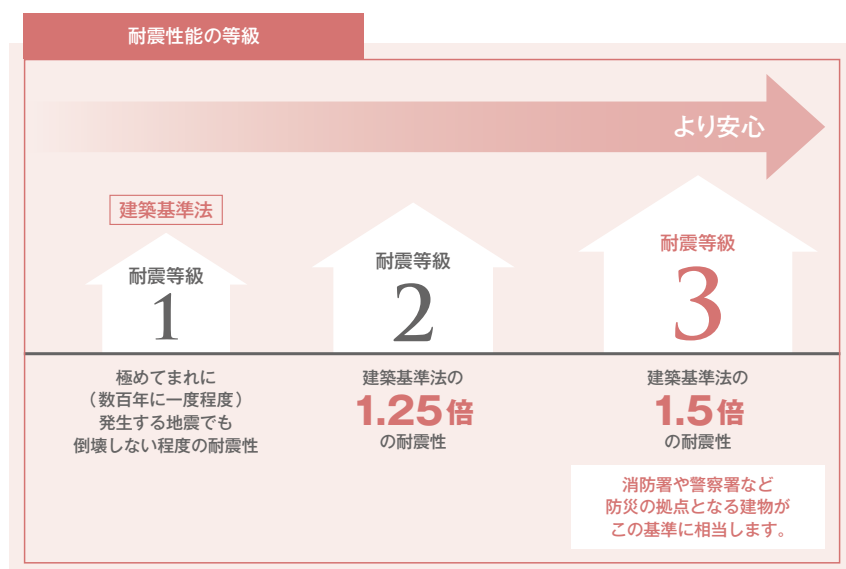 耐震性能の等級
より安心
建築基準法
耐震等級
1
極めてまれに
（数百年に一度程度）
発生する地震でも
倒壊しない程度の耐震性
耐震等級
2
建築基準法の
1.25倍
の耐震性
耐震等級
3
建築基準法の
1.5倍
の耐震性
消防署や警察署など
防災の拠点となる建物が
この基準に相当します。